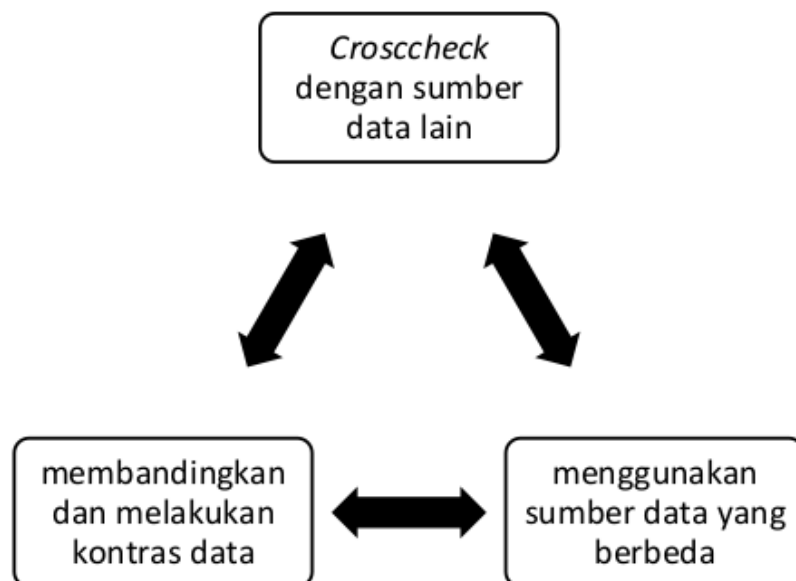 Crosccheck
dengan sumber
data lain
membandingkan
dan melakukan
kontras data
menggunakan
sumber data yang
berbeda